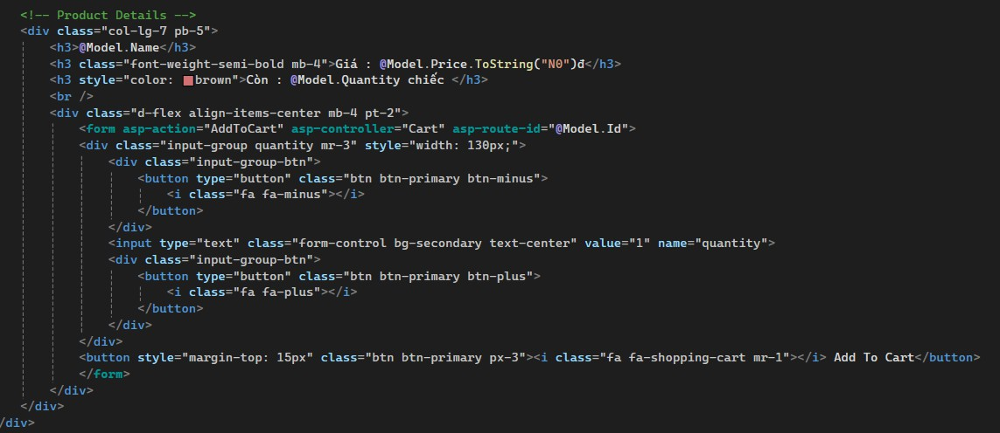 <!-- Product Details -->
<div class="col-lg-7 pb-5">
<h3>@Model.Name</h3>
<h3 class="font-weight-semi-bold mb-4">Giá : @Model.Price.ToString("N0")đ</h3>
<h3 style="color: brown">Còn : @Model.Quantity chiếc </h3>
<br />
<div class="d-flex align-items-center mb-4 pt-2">
<form asp-action="AddToCart" asp-controller="Cart" asp-route-id="@Model.Id">
<div class="input-group quantity mr-3" style="width: 130px;">
<div class="input-group-btn">
<button type="button" class="btn btn-primary btn-minus">
<i class="fa fa-minus"></i>
</button>
</div>
<input type="text" class="form-control bg-secondary text-center" value="1" name="quantity">
<div class="input-group-btn">
<button type="button" class="btn btn-primary btn-plus">
<i class="fa fa-plus"></i>
</button>
</div>
</div>
<button style="margin-top: 15px" class="btn btn-primary px-3"><i class="fa fa-shopping-cart mr-1"></i> Add To Cart</button>
</form>
</div>
</div>
/div>